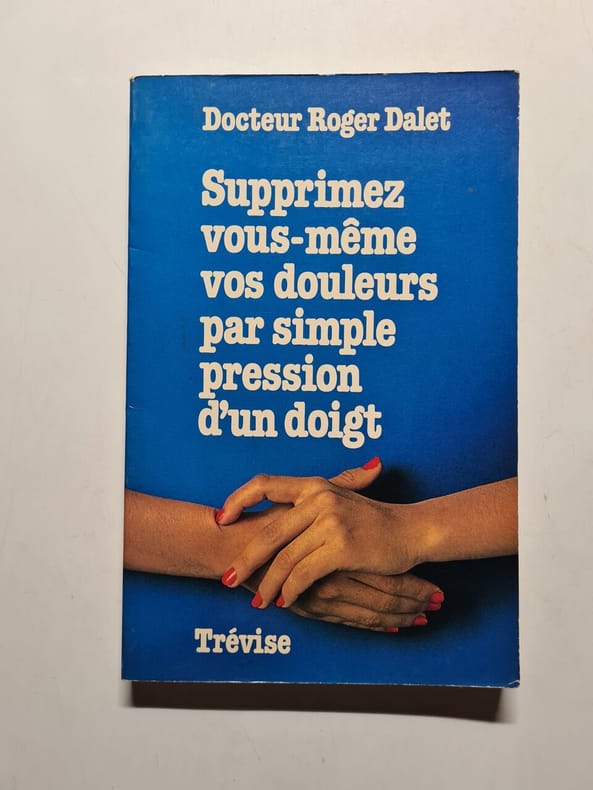 Docteur Roger Dalet
Supprimez
vous-même
vos douleurs
par simple
pression
d'un doigt
Trévise